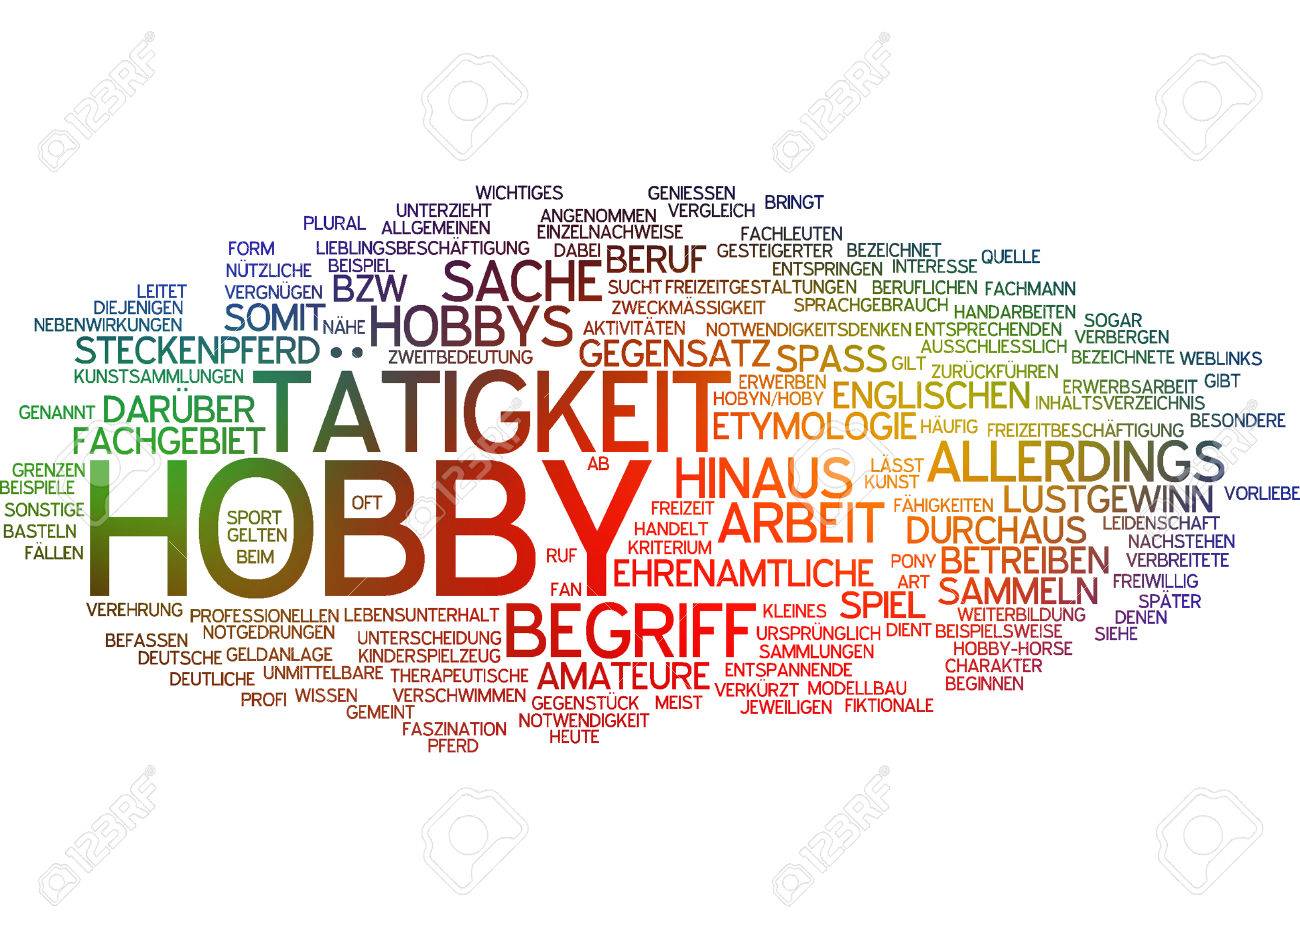 WICHTIGES GENIESSEN
UNTERZIEHT ANGENOMMEN VERGLEICH BRINGT
PLURAL ALLGEMEINEN EINZELNACHWEISE FACHLEUTEN
FORM LIEBLINGSBESCHÄFTIGUNG DABEI BERUF GESTEIGERTER BEZEICHNET QUELLE
NÜTZLICHE BEISPIEL SACHE ENTSPRINGEN INTERESSE
LEITET VERGNÜGEN BZW SUCHT FREIZEITGESTALTUNGEN BERUFLICHEN FACHMANN
DIEJENIGEN SOMIT NÄHE HOBBYS ZWECKMÄSSIGKEIT SPRACHGEBRAUCH HANDARBEITEN SOGAR
NEBENWIRKUNGEN AKTIVITÄTEN NOTWENDIGKEITSDENKEN ENTSPRECHENDEN VERBERGEN
STECKENPFERD ZWEITBEDEUTUNG GEGENSATZ SPASS GILT AUSSCHLIESSLICH BEZEICHNETE WEBLINKS
KUNSTSAMMLUNGEN TÄTIGKEIT ERWERBEN ENGLISCHEN ZURÜCKFÜHREN ERWERBSARBEIT GIBT
GENANNT DARÜBER HOBYN/HOBY INHALTSVERZEICHNIS
FACHGEBIET ETYMOLOGIE HÄUFIG FREIZEITBESCHÄFTIGUNG BESONDERE
GRENZEN HOBBY AB HINAUS LÄSST ALLERDINGS
BEISPIELE KUNST LUSTGEWINN VORLIEBE
SONSTIGE OFT FREIZEIT ARBEIT FÄHIGKEITEN
BASTELN SPORT HANDELT DURCHAUS LEIDENSCHAFT
FÄLLEN GELTEN KRITERIUM NACHSTEHEN
BEIM RUF EHRENAMTLICHE PONY BETREIBEN VERBREITETE
FAN ART SAMMELN FREIWILLIG
VEREHRUNG PROFESSIONELLEN LEBENSUNTERHALT BEGRIFF KLEINES SPIEL WEITERBILDUNG SPÄTER
BEFASSEN NOTGEDRUNGEN UNTERSCHEIDUNG URSPRÜNGLICH DIENT BEISPIELSWEISE DENEN
DEUTSCHE GELDANLAGE KINDERSPIELZEUG SAMMLUNGEN HOBBY-HORSE SIEHE
DEUTLICHE UNMITTELBARE THERAPEUTISCHE AMATEURE ENTSPANNENDE CHARAKTER
PROFI WISSEN VERSCHWIMMEN VERKÜRZT MODELLBAU BEGINNEN
GEMEINT GEGENSTÜCK MEIST JEWEILIGEN FIKTIONALE
FASZINATION NOTWENDIGKEIT
PFERD HEUTE
123RF